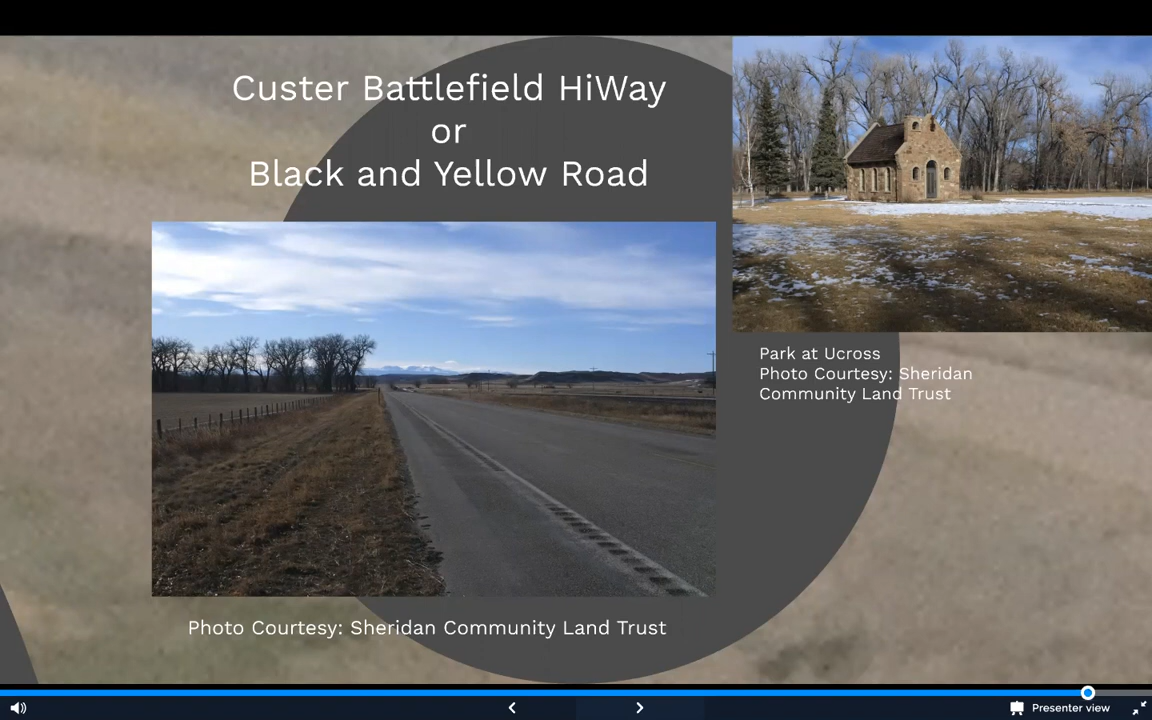 Custer Battlefield HiWay
or
Black and Yellow Road
Park at Ucross
Photo Courtesy: Sheridan
Community Land Trust
Photo Courtesy: Sheridan Community Land Trust
Presenter view